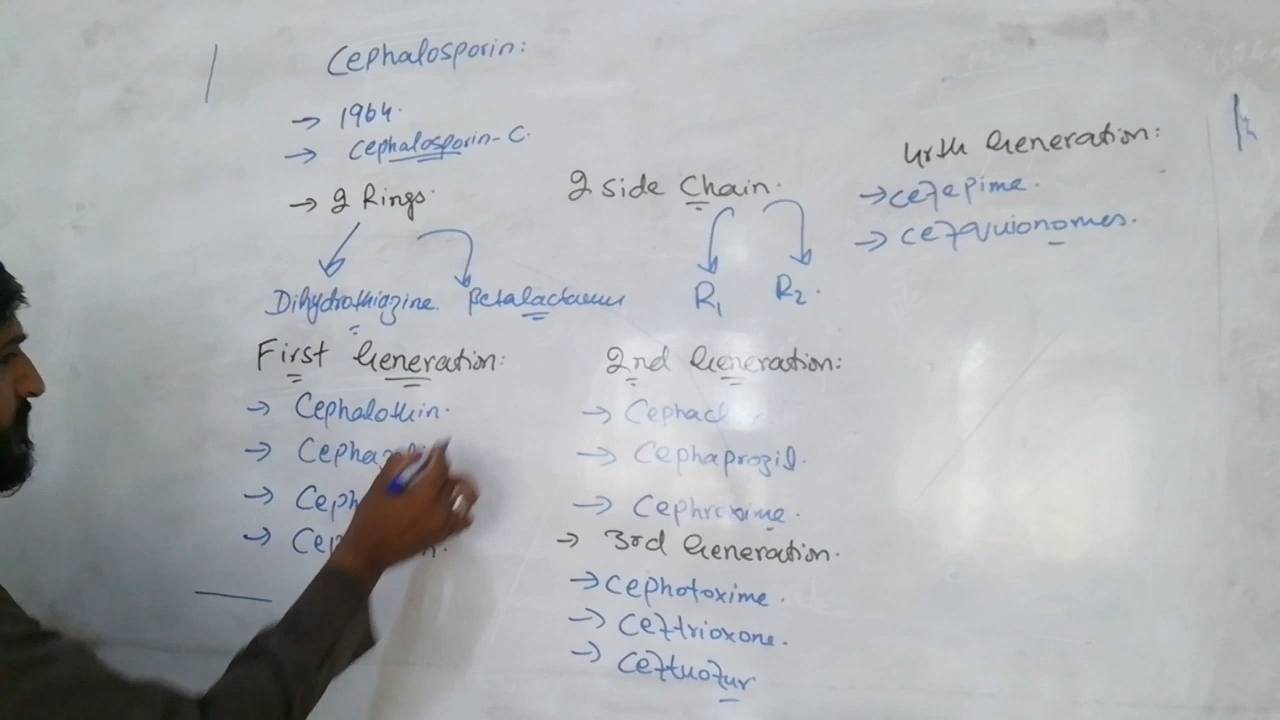 Cephalosporin:
→ 1964.
→ Cephalosporin-C.
→ 2 Rings.
Dihydrothiazine. Betalactum
2 side Chain.
R1 R2.
First Generation:
→ Cephalothin.
→
→
→
2nd Generation:
→ Cephaclor
→ Cephaprozil.
→ Cephroxime.
→ 3rd Generation.
→ Cephotoxime.
→ Ceftrioxone.
→ Ceftuofur
4rth Generation:
→ cefepime.
→ cefquionomes.